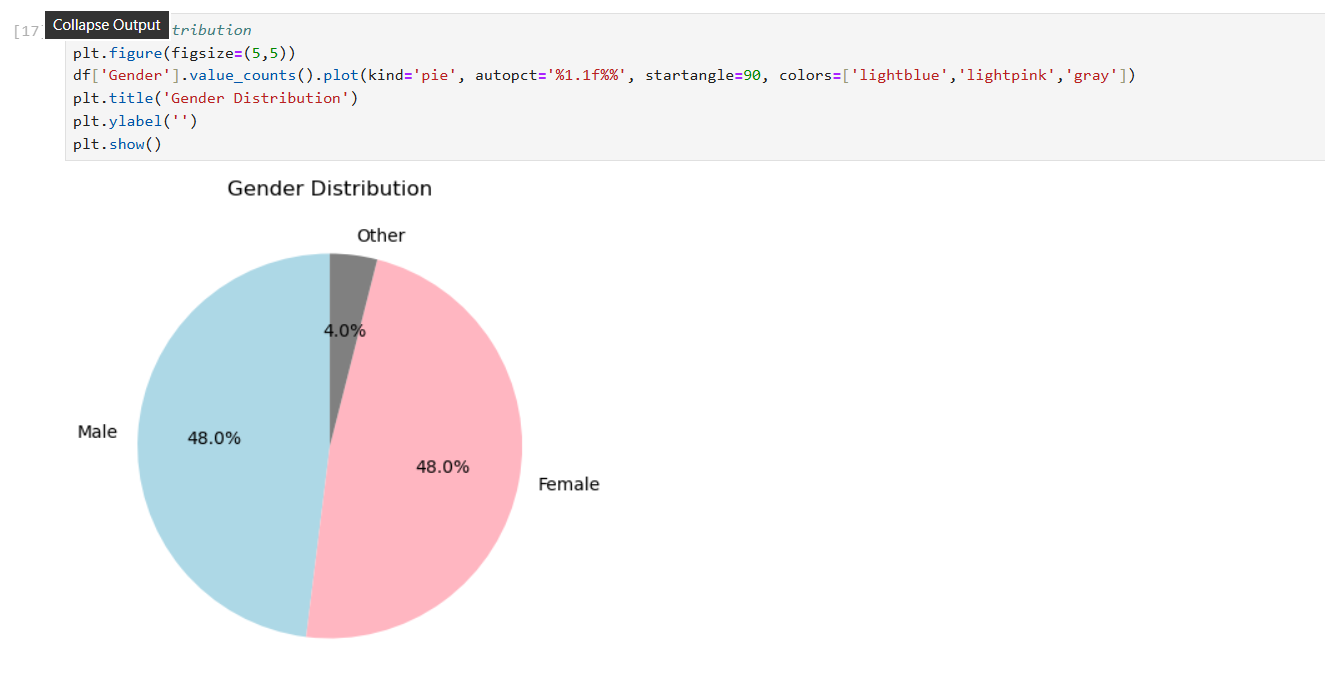 [17
Collapse Output
tribution
plt.figure(figsize=(5,5))
df['Gender'].value_counts().plot(kind='pie', autopct='%1.1f%%', startangle=90, colors=['lightblue','lightpink','gray'])
plt.title('Gender Distribution')
plt.ylabel('')
plt.show()
Gender Distribution
Other
4.0%
Male
48.0%
48.0%
Female